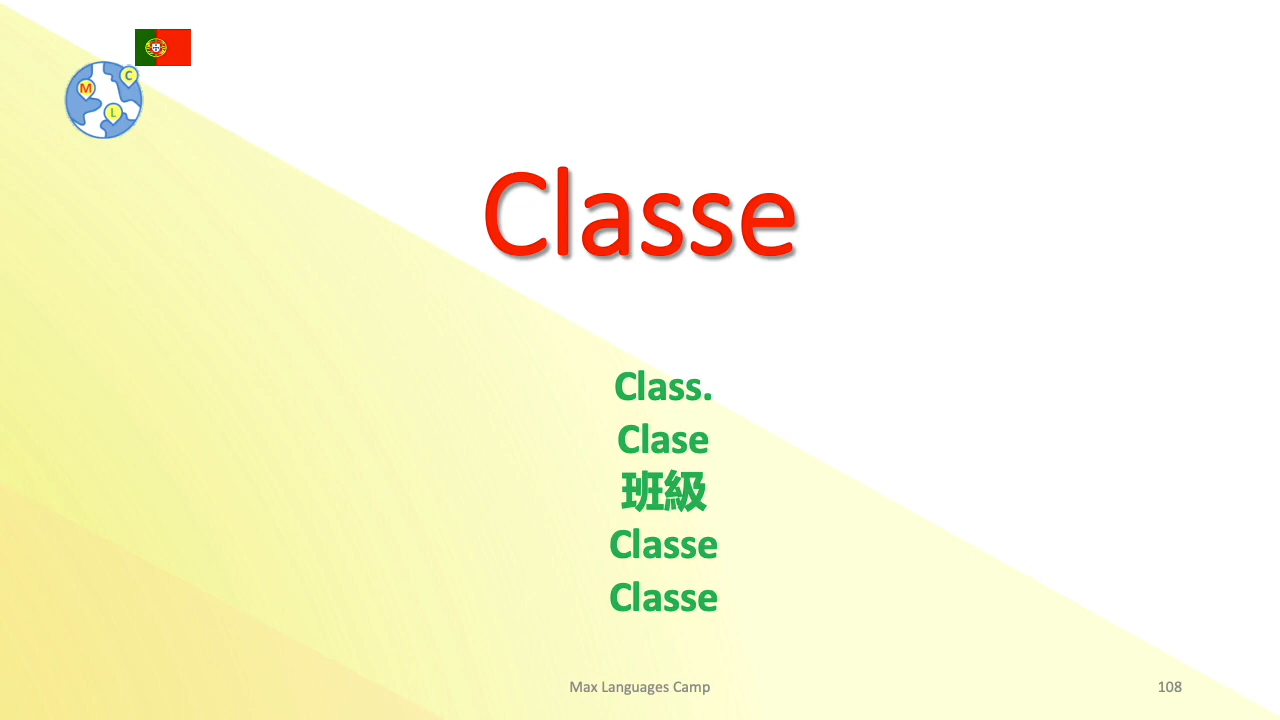 C
M
L
Classe
Class.
Clase
班級
Classe
Classe
Max Languages Camp
108